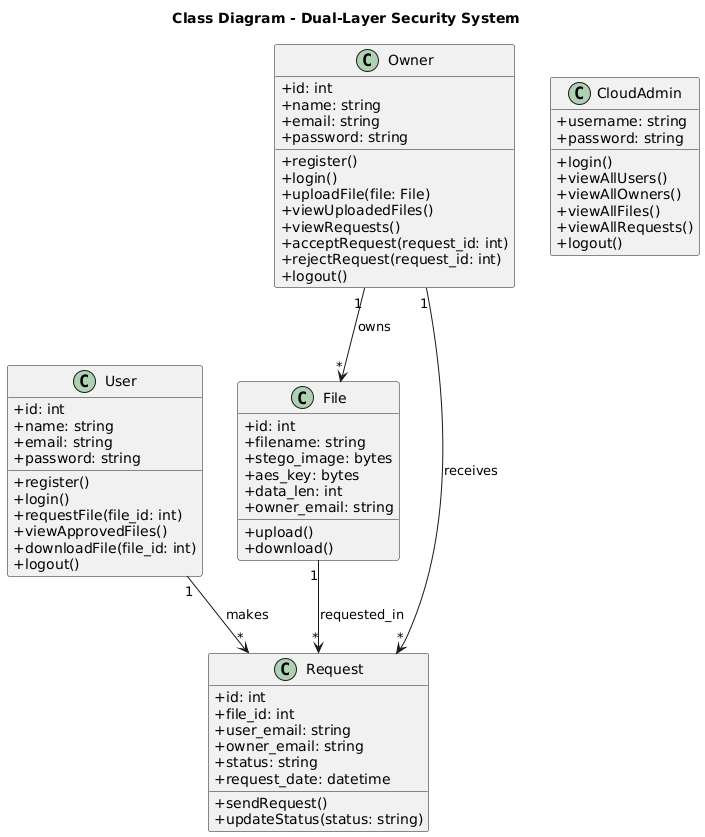 Class Diagram - Dual-Layer Security System
C Owner
+id: int
+name: string
+email: string
+password: string
+register()
+login()
+uploadFile(file: File)
+viewUploadedFiles()
+viewRequests()
+acceptRequest(request_id: int)
+rejectRequest(request_id: int)
+logout()
C CloudAdmin
+username: string
+password: string
+login()
+viewAllUsers()
+viewAllOwners()
+viewAllFiles()
+viewAllRequests()
+logout()
1
owns
*
1
receives
*
C User
+id: int
+name: string
+email: string
+password: string
+register()
+login()
+requestFile(file_id: int)
+viewApprovedFiles()
+downloadFile(file_id: int)
+logout()
C File
+id: int
+filename: string
+stego_image: bytes
+aes_key: bytes
+data_len: int
+owner_email: string
+upload()
+download()
1
makes
*
1
requested_in
*
C Request
+id: int
+file_id: int
+user_email: string
+owner_email: string
+status: string
+request_date: datetime
+sendRequest()
+updateStatus(status: string)